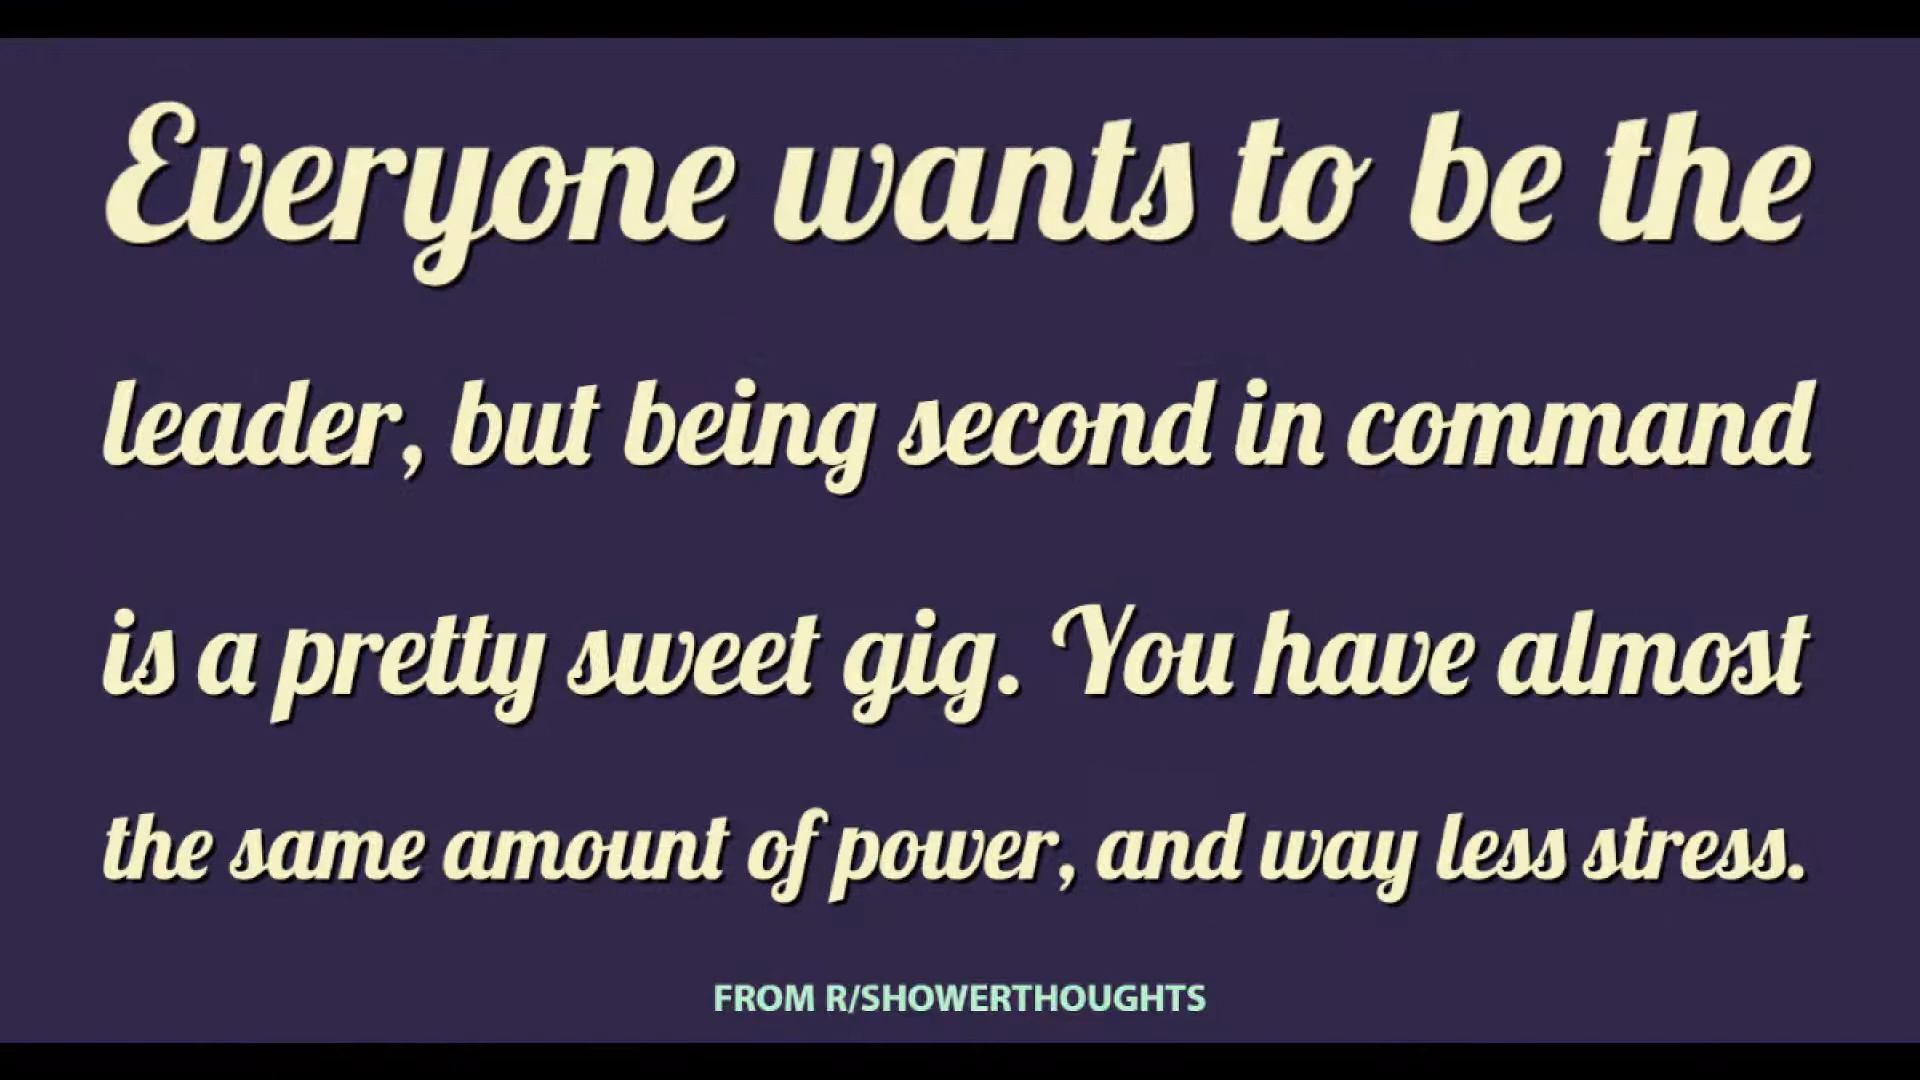 Everyone wants to be the
leader, but being second in command
is a pretty sweet gig. You have almost
the same amount of power, and way less stress.
FROM R/SHOWERTHOUGHTS